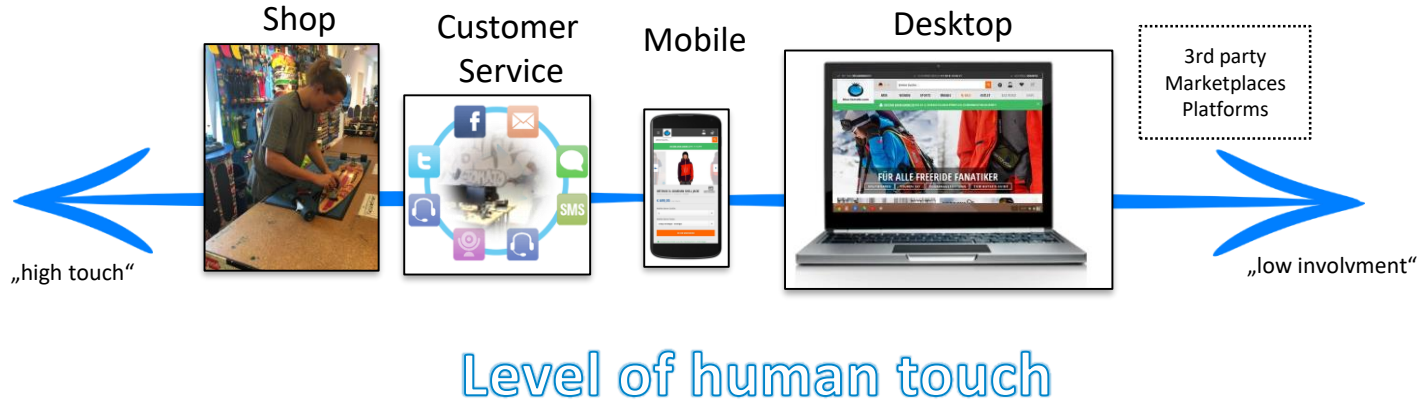 Shop
Customer
Service
Mobile
Desktop
3rd party
Marketplaces
Platforms
SMS
FÜR ALLE FREERIDE FANATIKER
„high touch“
„low involvment“
Level of human touch